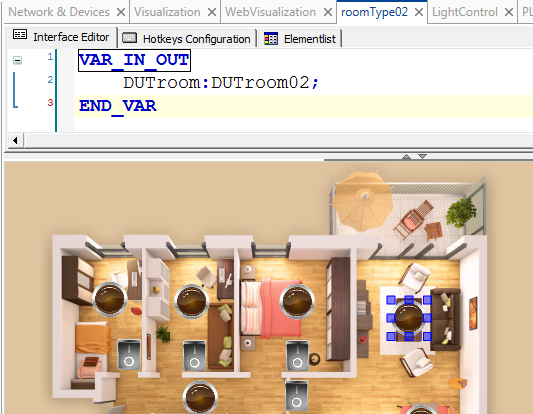 Network & Devices Visualization WebVisualization roomType02 LightControl PL
Interface Editor Hotkeys Configuration Elementlist
1 VAR_IN_OUT
2 DUTroom:DUTroom02;
3 END_VAR